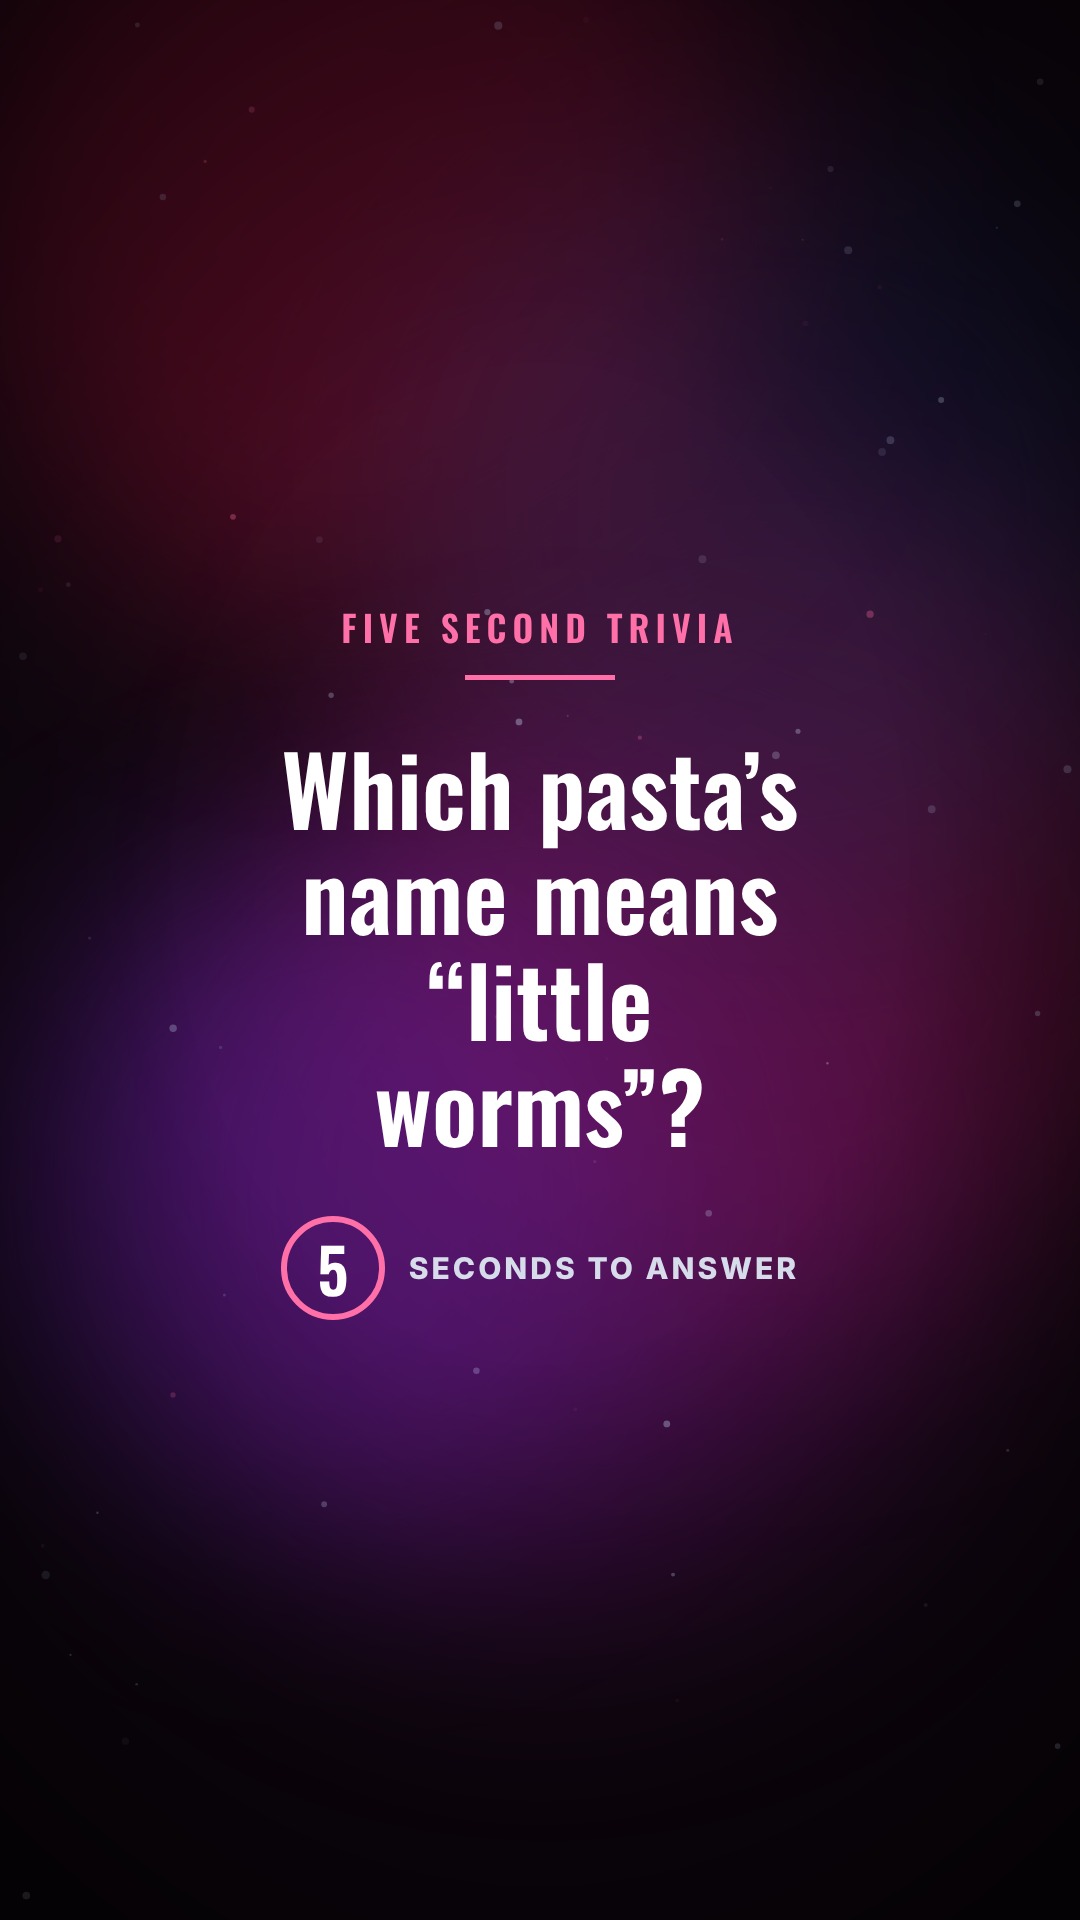 FIVE SECOND TRIVIA
Which pasta’s
name means
“little
worms”?
5 SECONDS TO ANSWER